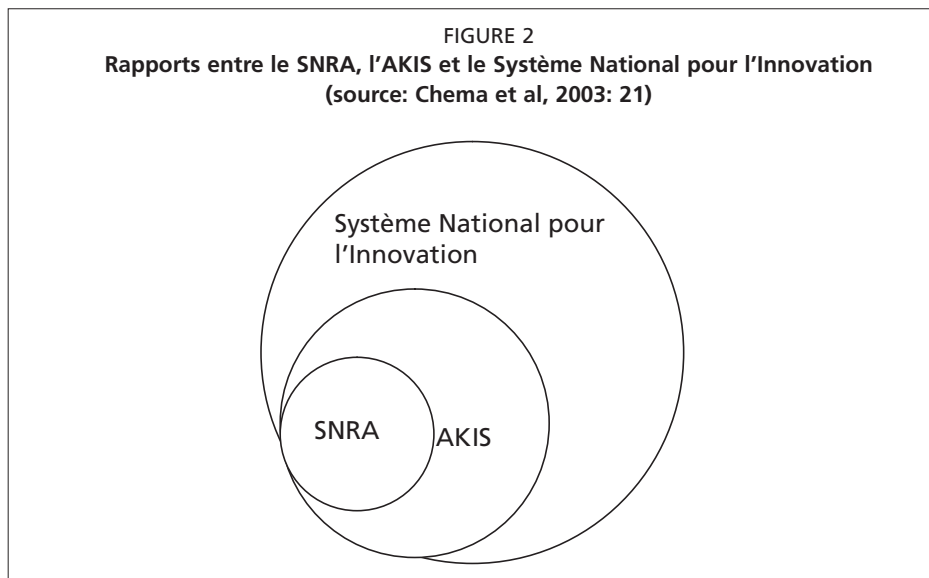 FIGURE 2
Rapports entre le SNRA, l'AKIS et le Système National pour l'Innovation
(source: Chema et al, 2003: 21)
Système National pour
l'Innovation
SNRA
AKIS